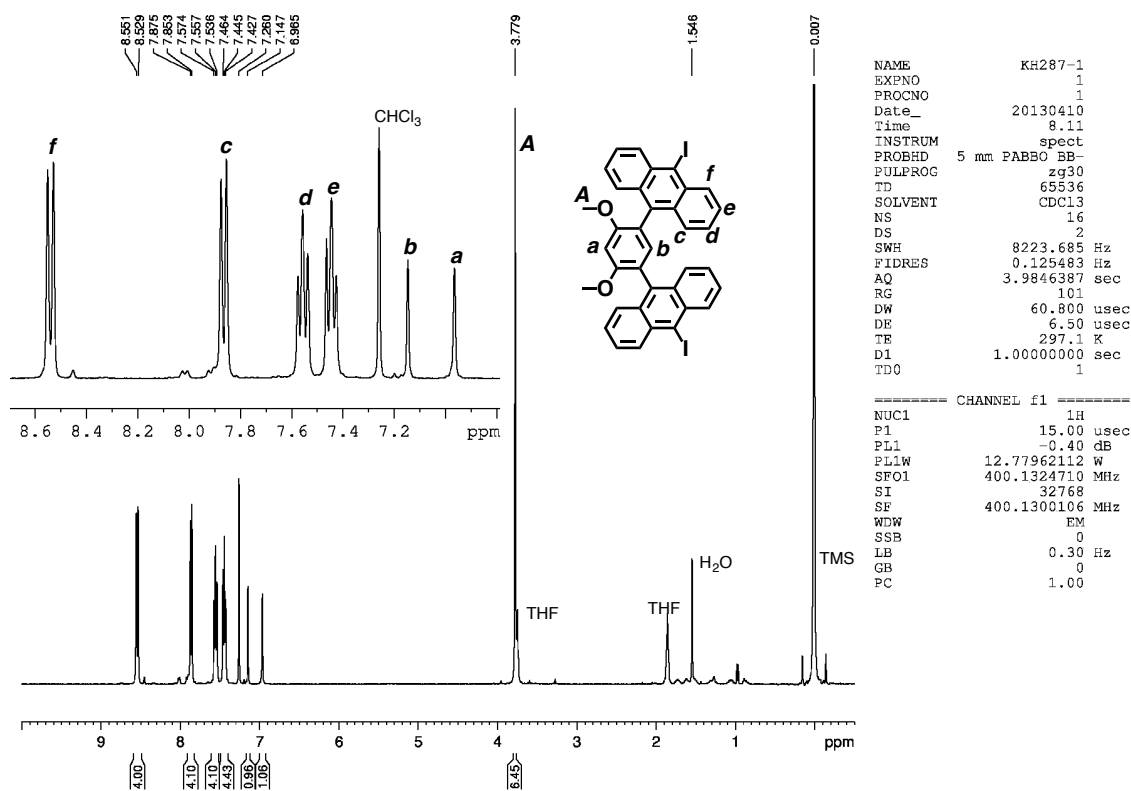 8.551
8.529
7.875
7.853
7.574
7.557
7.536
7.464
7.445
7.427
7.260
7.147
6.965
3.779
1.546
0.007
f
c
d
e
CHCl3
b
a
8.6 8.4 8.2 8.0 7.8 7.6 7.4 7.2 ppm
A
I
f
A
O
e
a
b
c
d
O
I
THF
THF
H2O
TMS
9 8 7 6 5 4 3 2 1 ppm
4.00
4.10
4.10
4.43
0.96
1.06
6.45
NAME KH287-1
EXPNO 1
PROCNO 1
Date_ 20130410
Time 8.11
INSTRUM spect
PROBHD 5 mm PABBO BB-
PULPROG zg30
TD 65536
SOLVENT CDCl3
NS 16
DS 2
SWH 8223.685 Hz
FIDRES 0.125483 Hz
AQ 3.9846387 sec
RG 101
DW 60.800 usec
DE 6.50 usec
TE 297.1 K
D1 1.00000000 sec
TD0 1
======== CHANNEL f1 ========
NUC1 1H
P1 15.00 usec
PL1 -0.40 dB
PL1W 12.77962112 W
SFO1 400.1324710 MHz
SI 32768
SF 400.1300106 MHz
WDW EM
SSB 0
LB 0.30 Hz
GB 0
PC 1.00